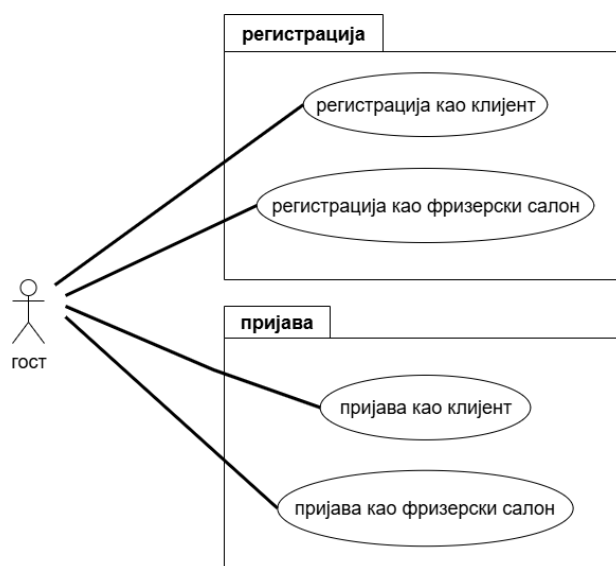 регистрација
регистрација као клијент
регистрација као фризерски салон
гост
пријава
пријава као клијент
пријава као фризерски салон